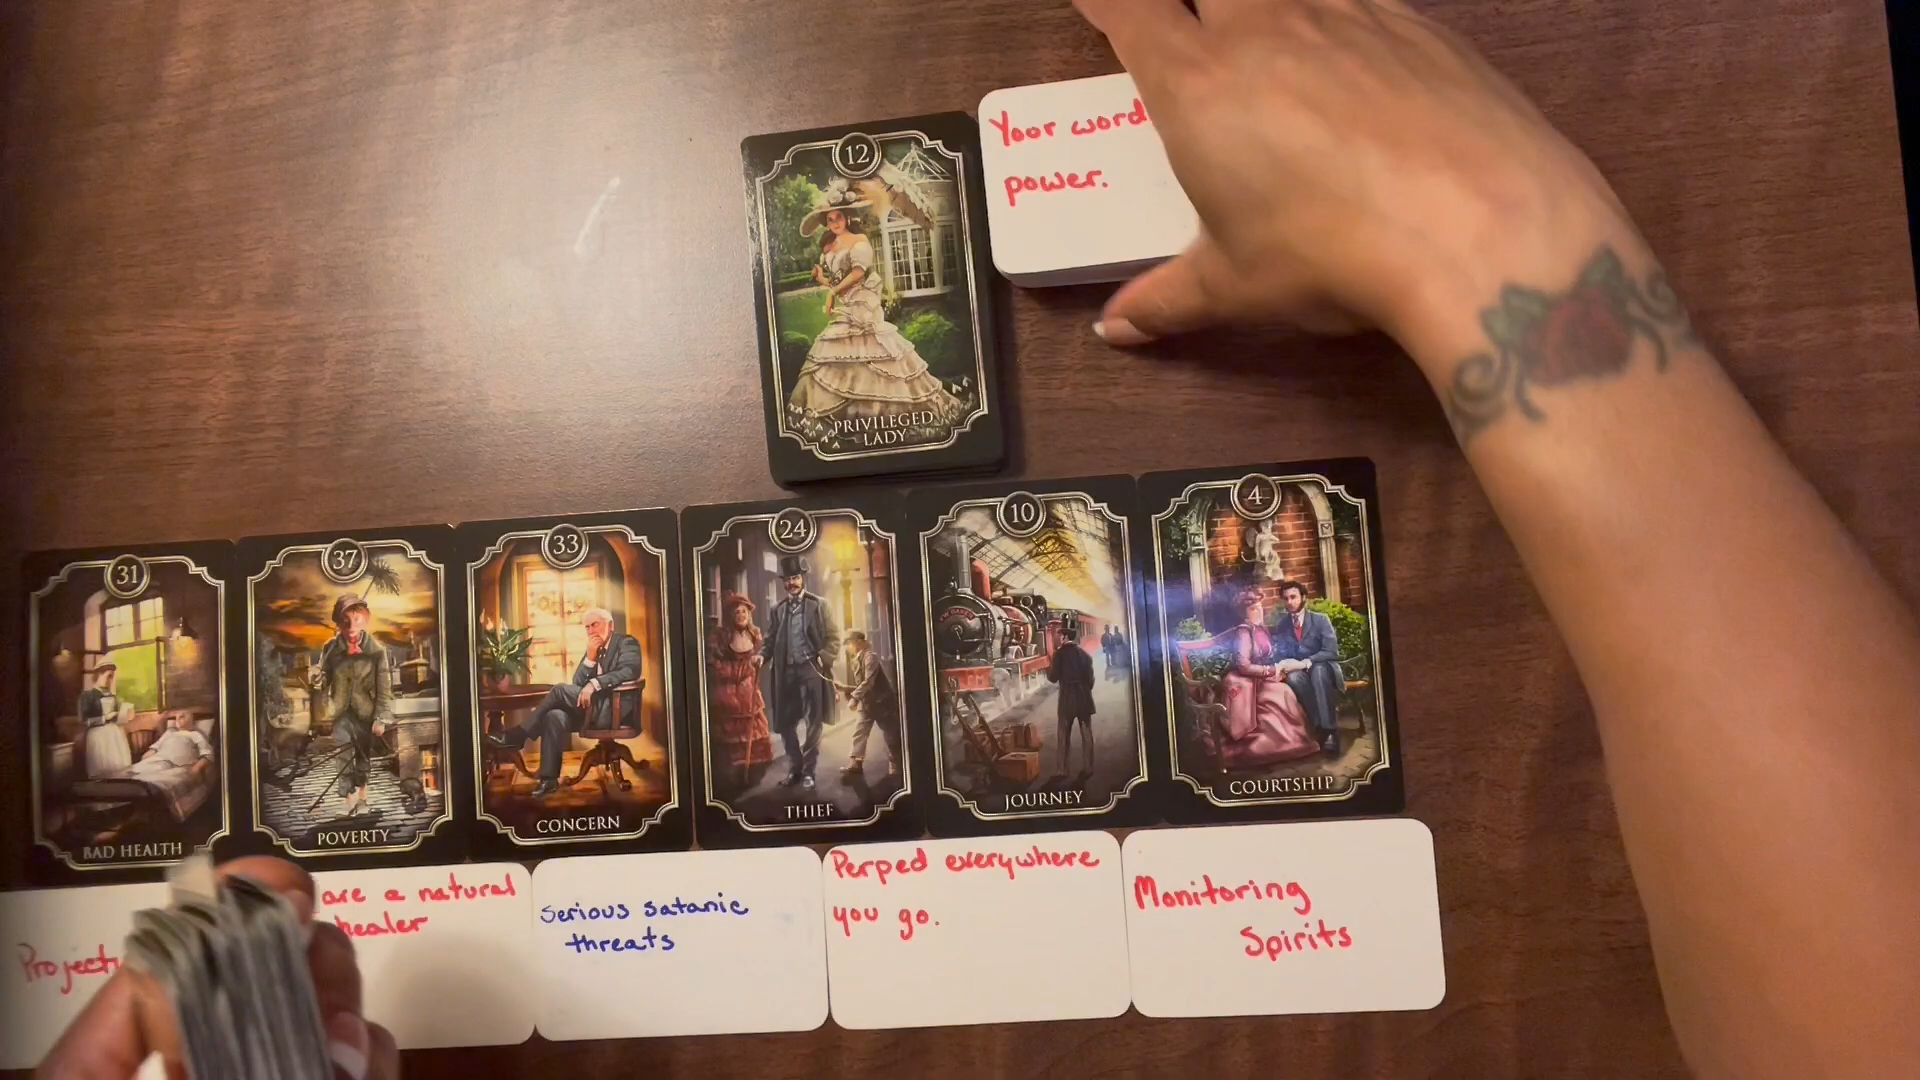 12
PRIVILEGED
LADY
Yoor word
power.
31
BAD HEALTH
37
POVERTY
33
CONCERN
24
THIEF
10
JOURNEY
4
COURTSHIP
are a natural
healer
Serious satanic
threats
Perped everywhere
you go.
Monitoring
Spirits